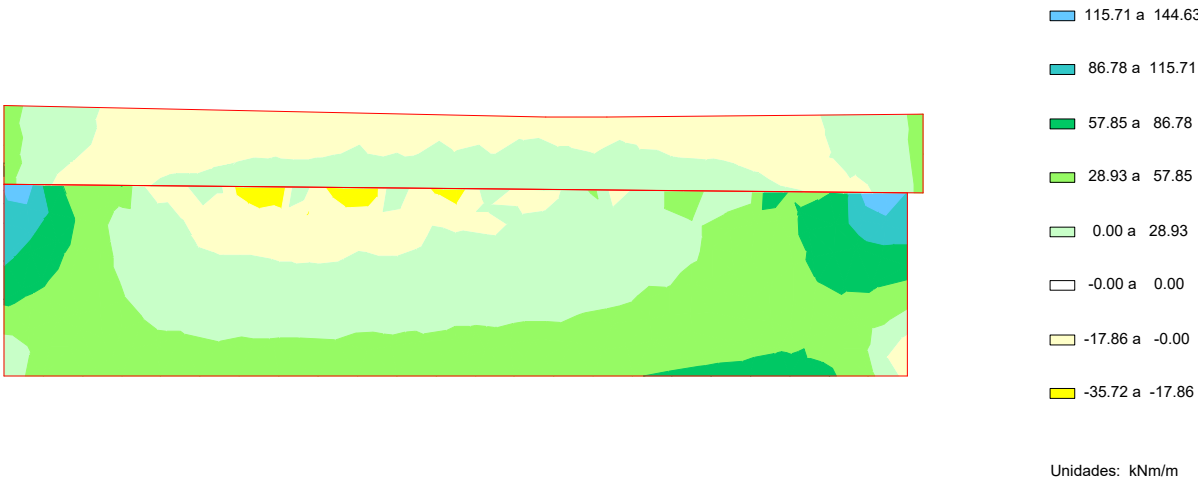 115.71 a 144.63
86.78 a 115.71
57.85 a 86.78
28.93 a 57.85
0.00 a 28.93
-0.00 a 0.00
-17.86 a -0.00
-35.72 a -17.86
Unidades: kNm/m